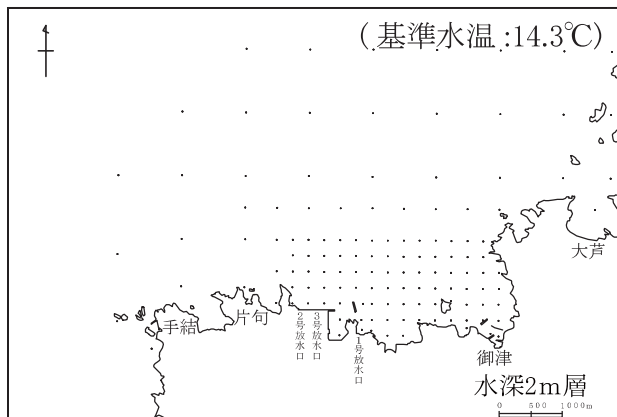 (基準水温:14.3℃)
大芦
手結
片句
2号放水口
3号放水口
1号放水口
御津
水深2m層
0 500 1000m